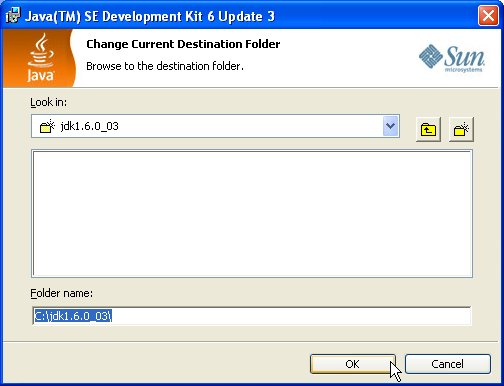 Java(TM) SE Development Kit 6 Update 3
Java
Change Current Destination Folder
Browse to the destination folder.
Sun
microsystems
Look in:
jdk1.6.0_03
Folder name:
C:\jdk1.6.0_03\
OK
Cancel